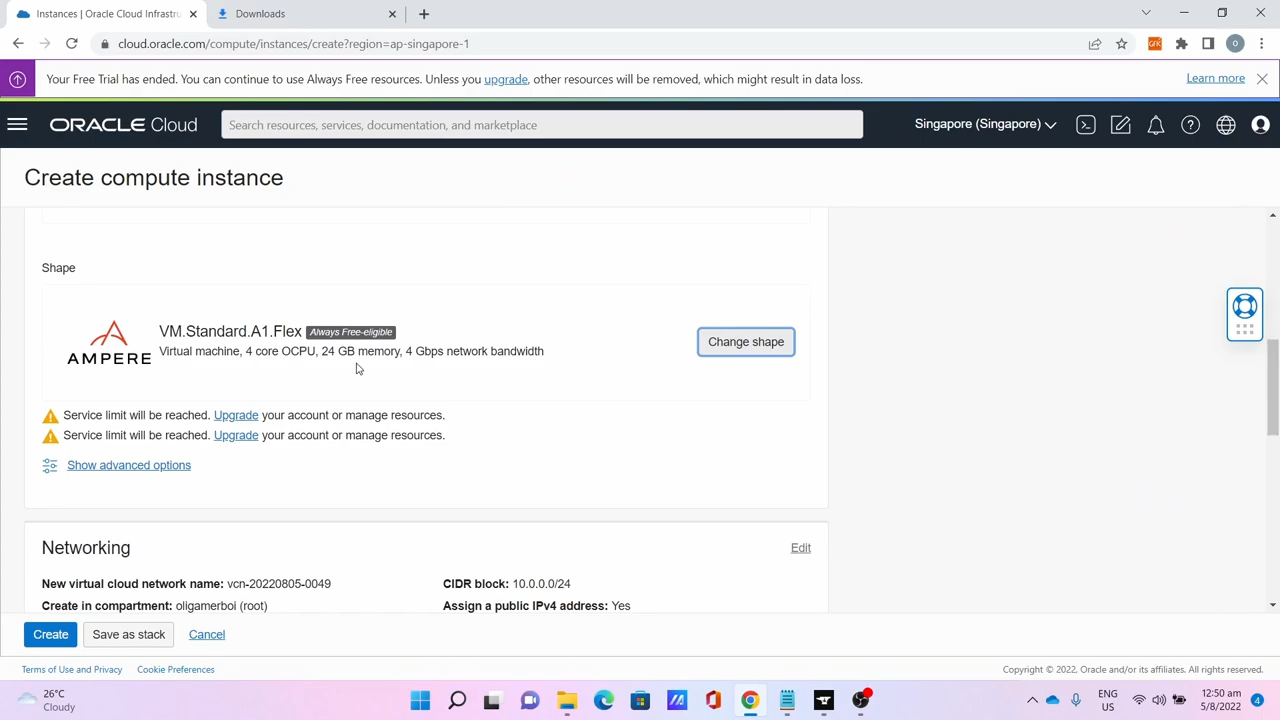 Instances | Oracle Cloud Infrastru
Downloads
cloud.oracle.com/compute/instances/create?region=ap-singapore-1
Your Free Trial has ended. You can continue to use Always Free resources. Unless you upgrade, other resources will be removed, which might result in data loss.
Learn more
ORACLE Cloud
Search resources, services, documentation, and marketplace
Singapore (Singapore)
Create compute instance
Shape
AMPERE
VM.Standard.A1.Flex Always Free-eligible
Virtual machine, 4 core OCPU, 24 GB memory, 4 Gbps network bandwidth
Change shape
Service limit will be reached. Upgrade your account or manage resources.
Service limit will be reached. Upgrade your account or manage resources.
Show advanced options
Networking
Edit
New virtual cloud network name: vcn-20220805-0049
CIDR block: 10.0.0.0/24
Create in compartment: oligamerboi (root)
Assign a public IPv4 address: Yes
Create
Save as stack
Cancel
Terms of Use and Privacy
Cookie Preferences
Copyright © 2022, Oracle and/or its affiliates. All rights reserved.
26°C
Cloudy
ENG
US
12:50 am
5/8/2022
4